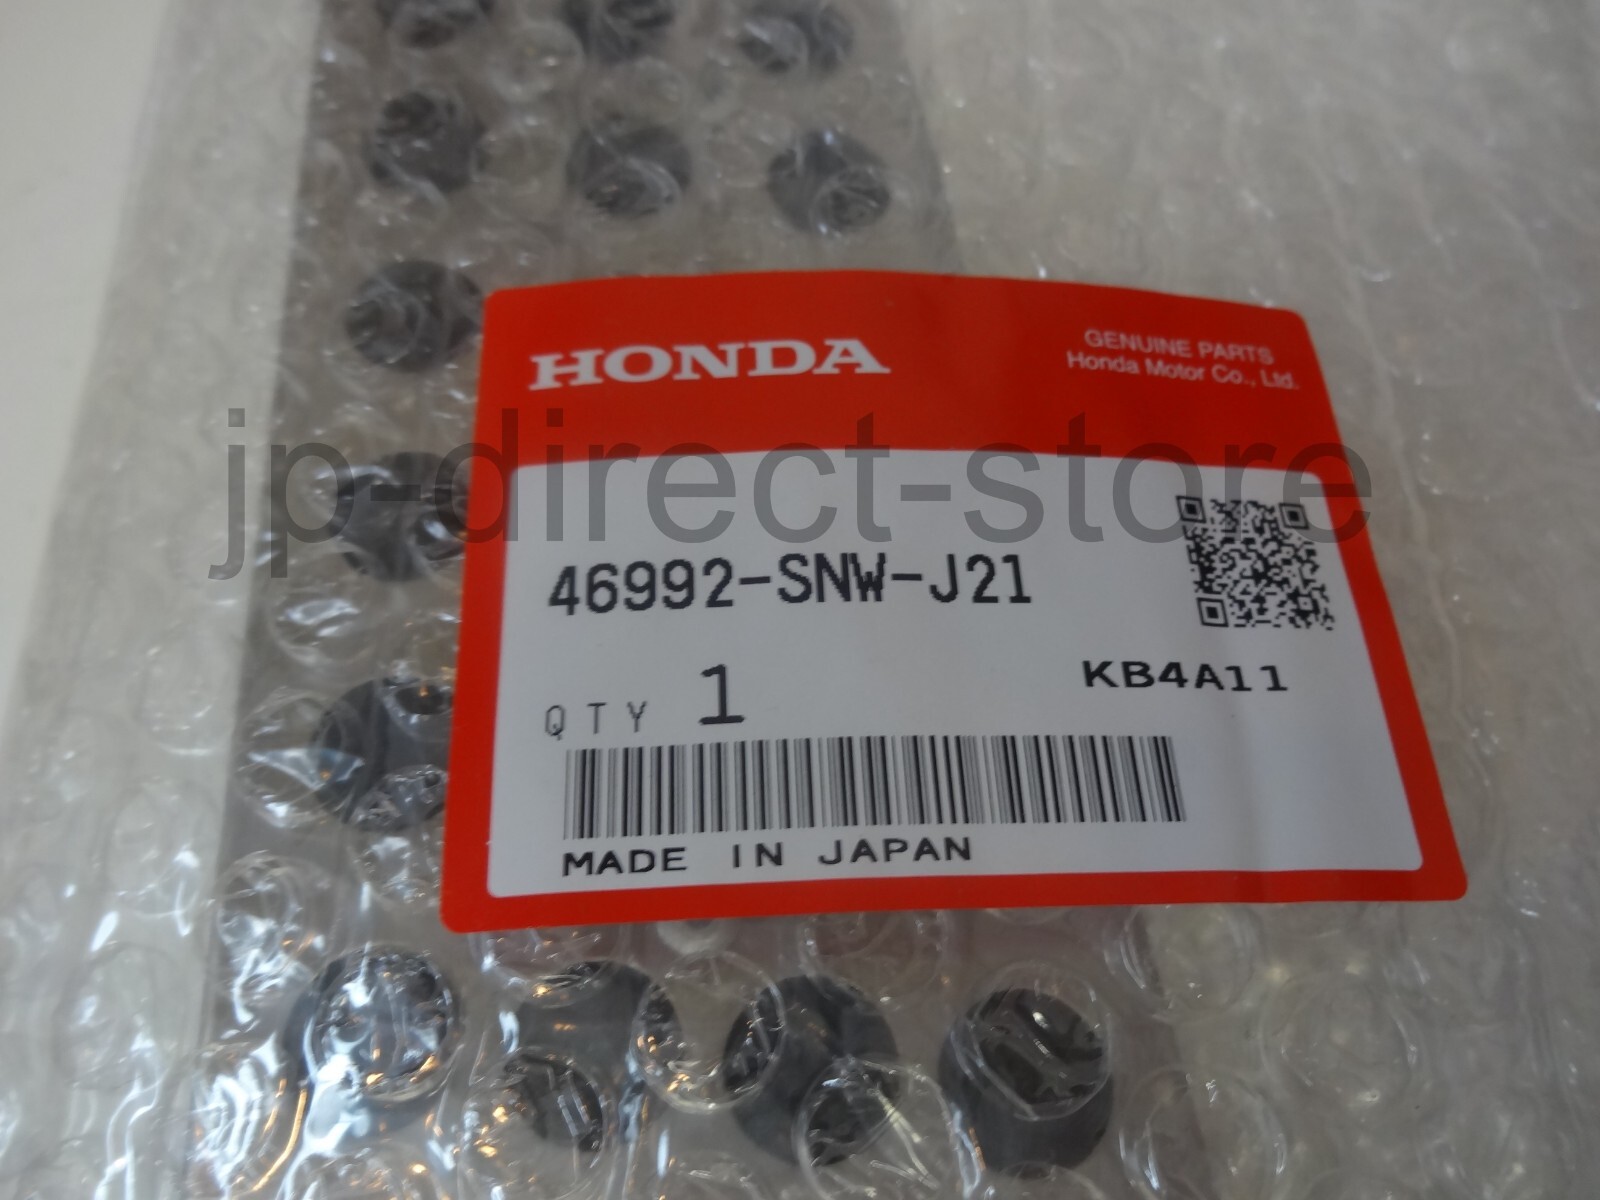 HONDA
GENUINE PARTS
Honda Motor Co., Ltd.
jp-direct-store
46992-SNW-J21
KB4A11
QTY 1
MADE IN JAPAN